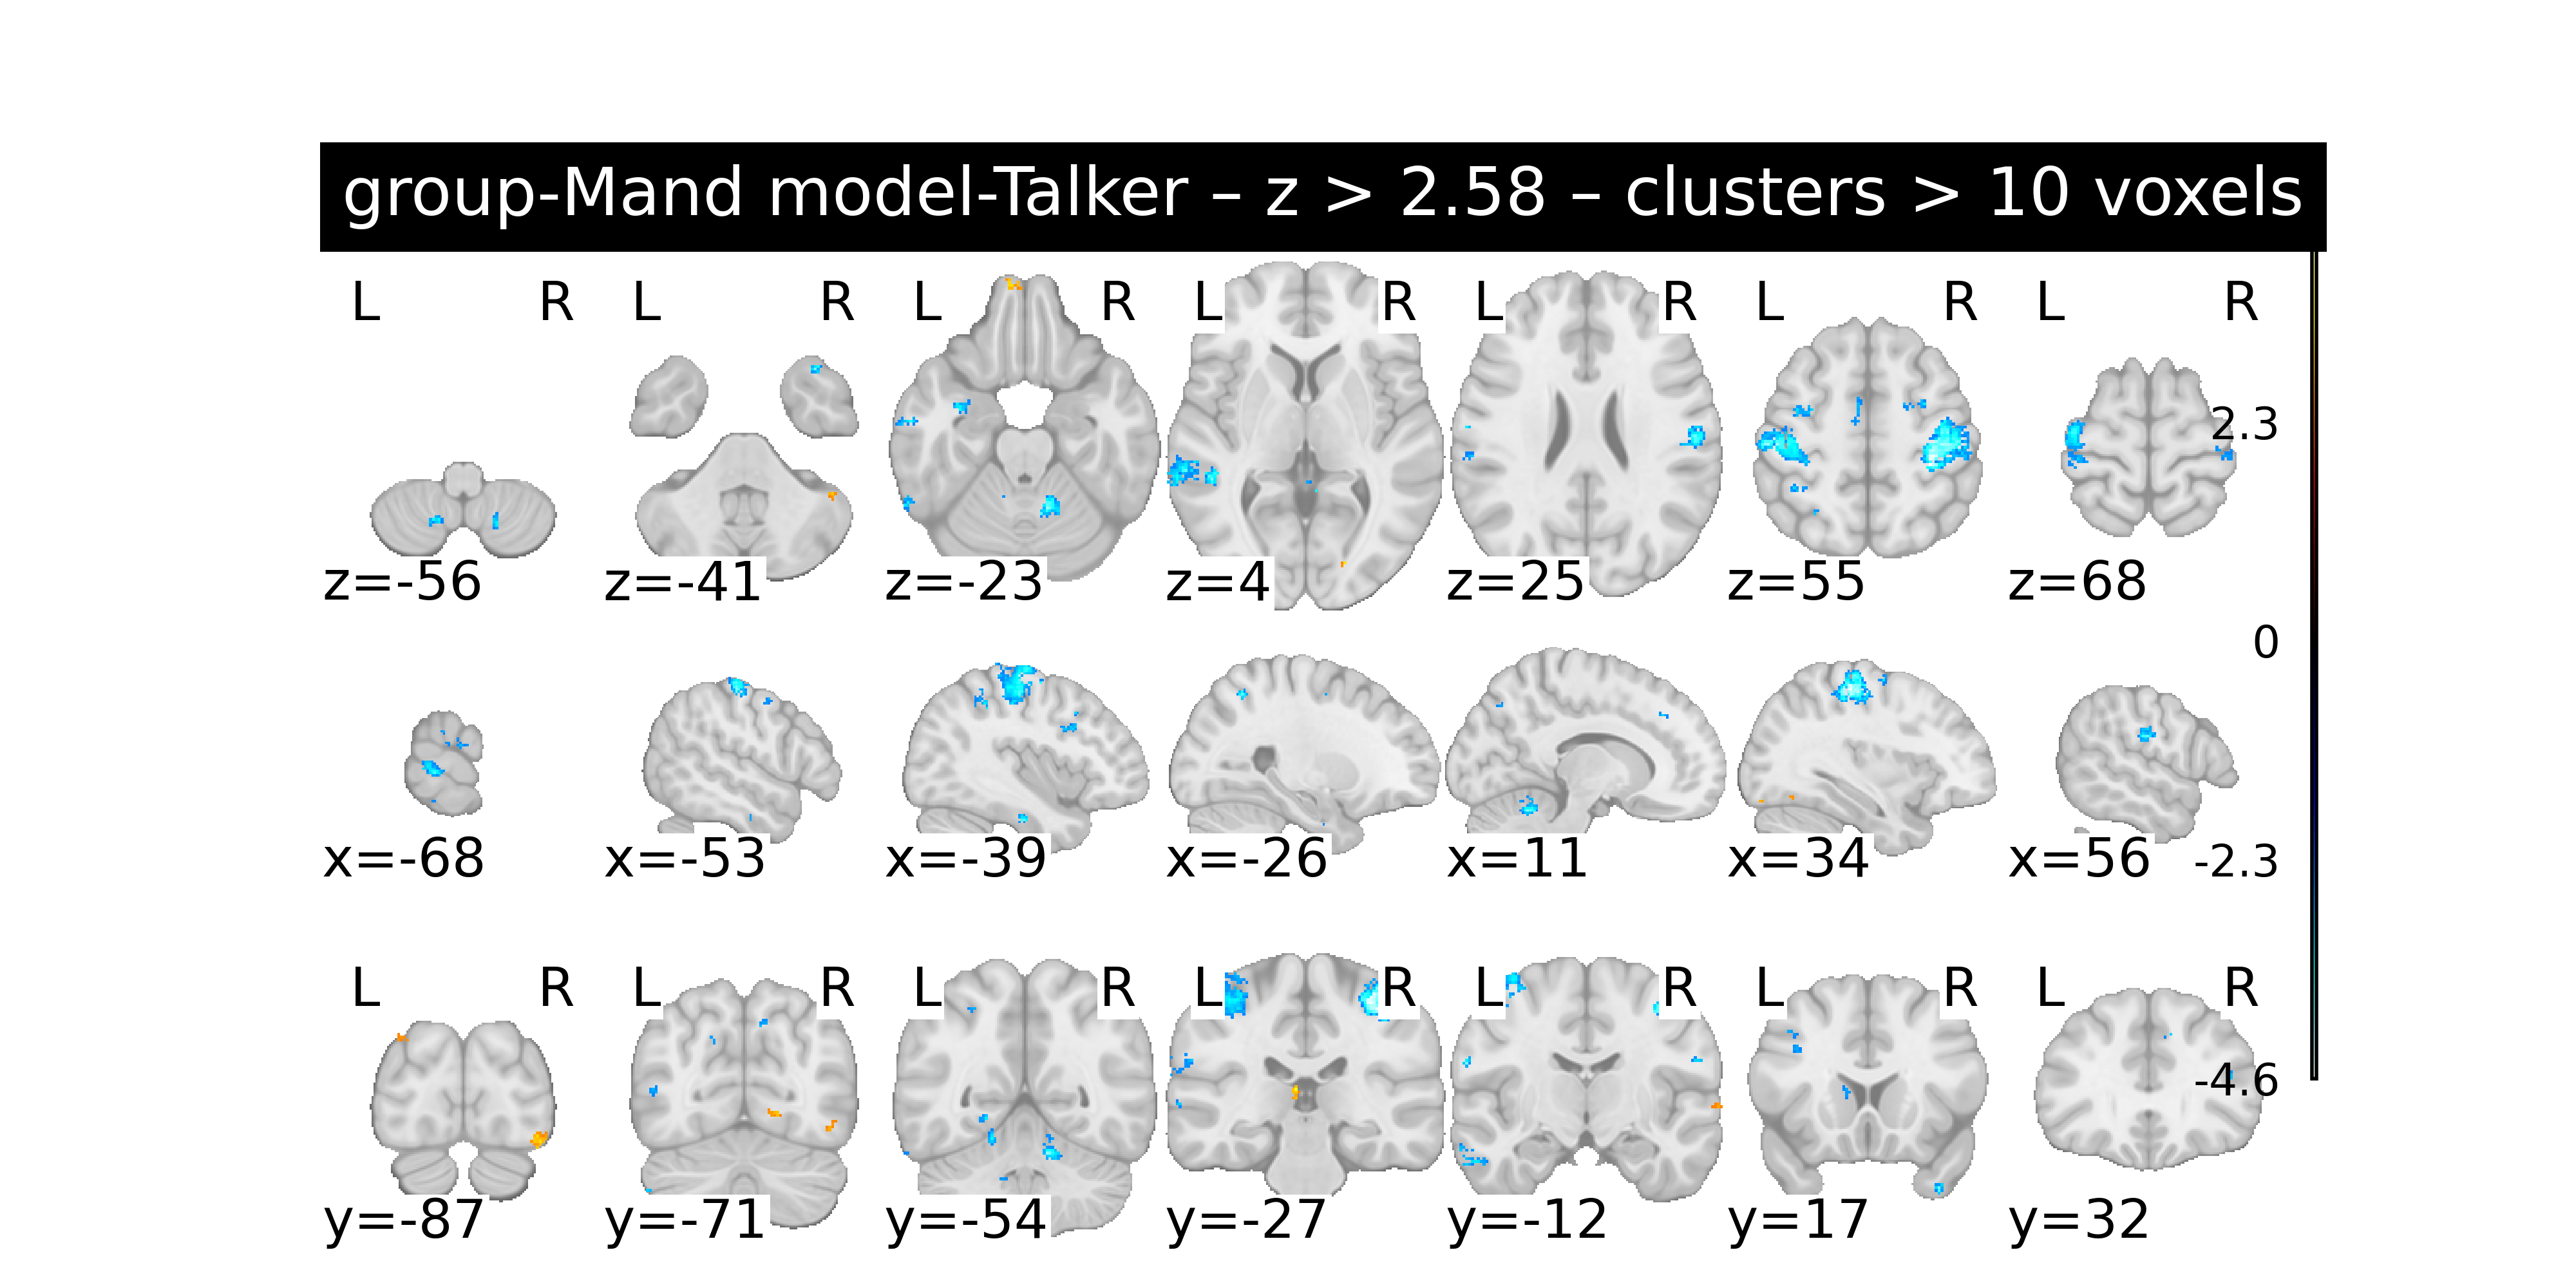 group-Mand model-Talker – z > 2.58 – clusters > 10 voxels
L R L R L R L R L R L R L R
2.3
z=-56 z=-41 z=-23 z=4 z=25 z=55 z=68
0
x=-68 x=-53 x=-39 x=-26 x=11 x=34 x=56 -2.3
L R L R L R L R L R L R L R
-4.6
y=-87 y=-71 y=-54 y=-27 y=-12 y=17 y=32